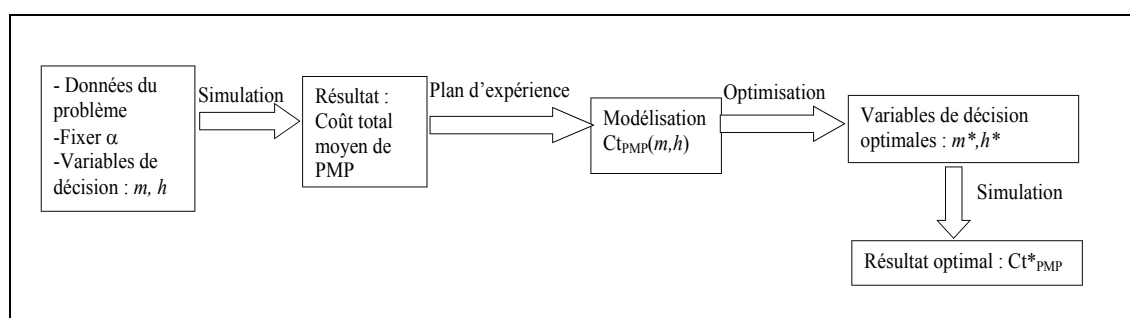 - Données du
problème
-Fixer α
-Variables de
décision : m, h
Simulation
Résultat :
Coût total
moyen de
PMP
Plan d'expérience
Modélisation
CtPMP(m,h)
Optimisation
Variables de décision
optimales : m*,h*
Simulation
Résultat optimal : Ct*PMP